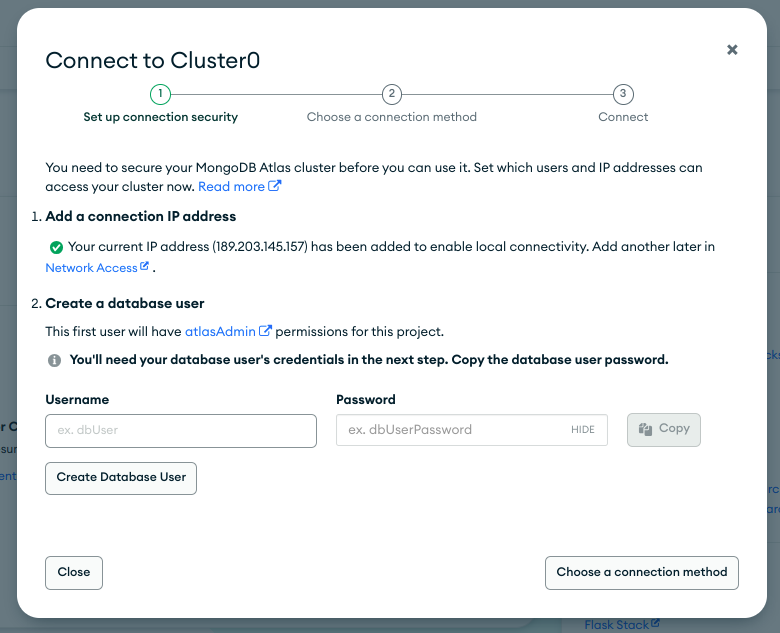 Connect to Cluster0
1
2
3
Set up connection security
Choose a connection method
Connect
You need to secure your MongoDB Atlas cluster before you can use it. Set which users and IP addresses can
access your cluster now. Read more
1. Add a connection IP address
Your current IP address (189.203.145.157) has been added to enable local connectivity. Add another later in
Network Access .
2. Create a database user
This first user will have atlasAdmin permissions for this project.
You'll need your database user's credentials in the next step. Copy the database user password.
Username
Password
ex. dbUser
ex. dbUserPassword
HIDE
Copy
Create Database User
Close
Choose a connection method
Flask Stack